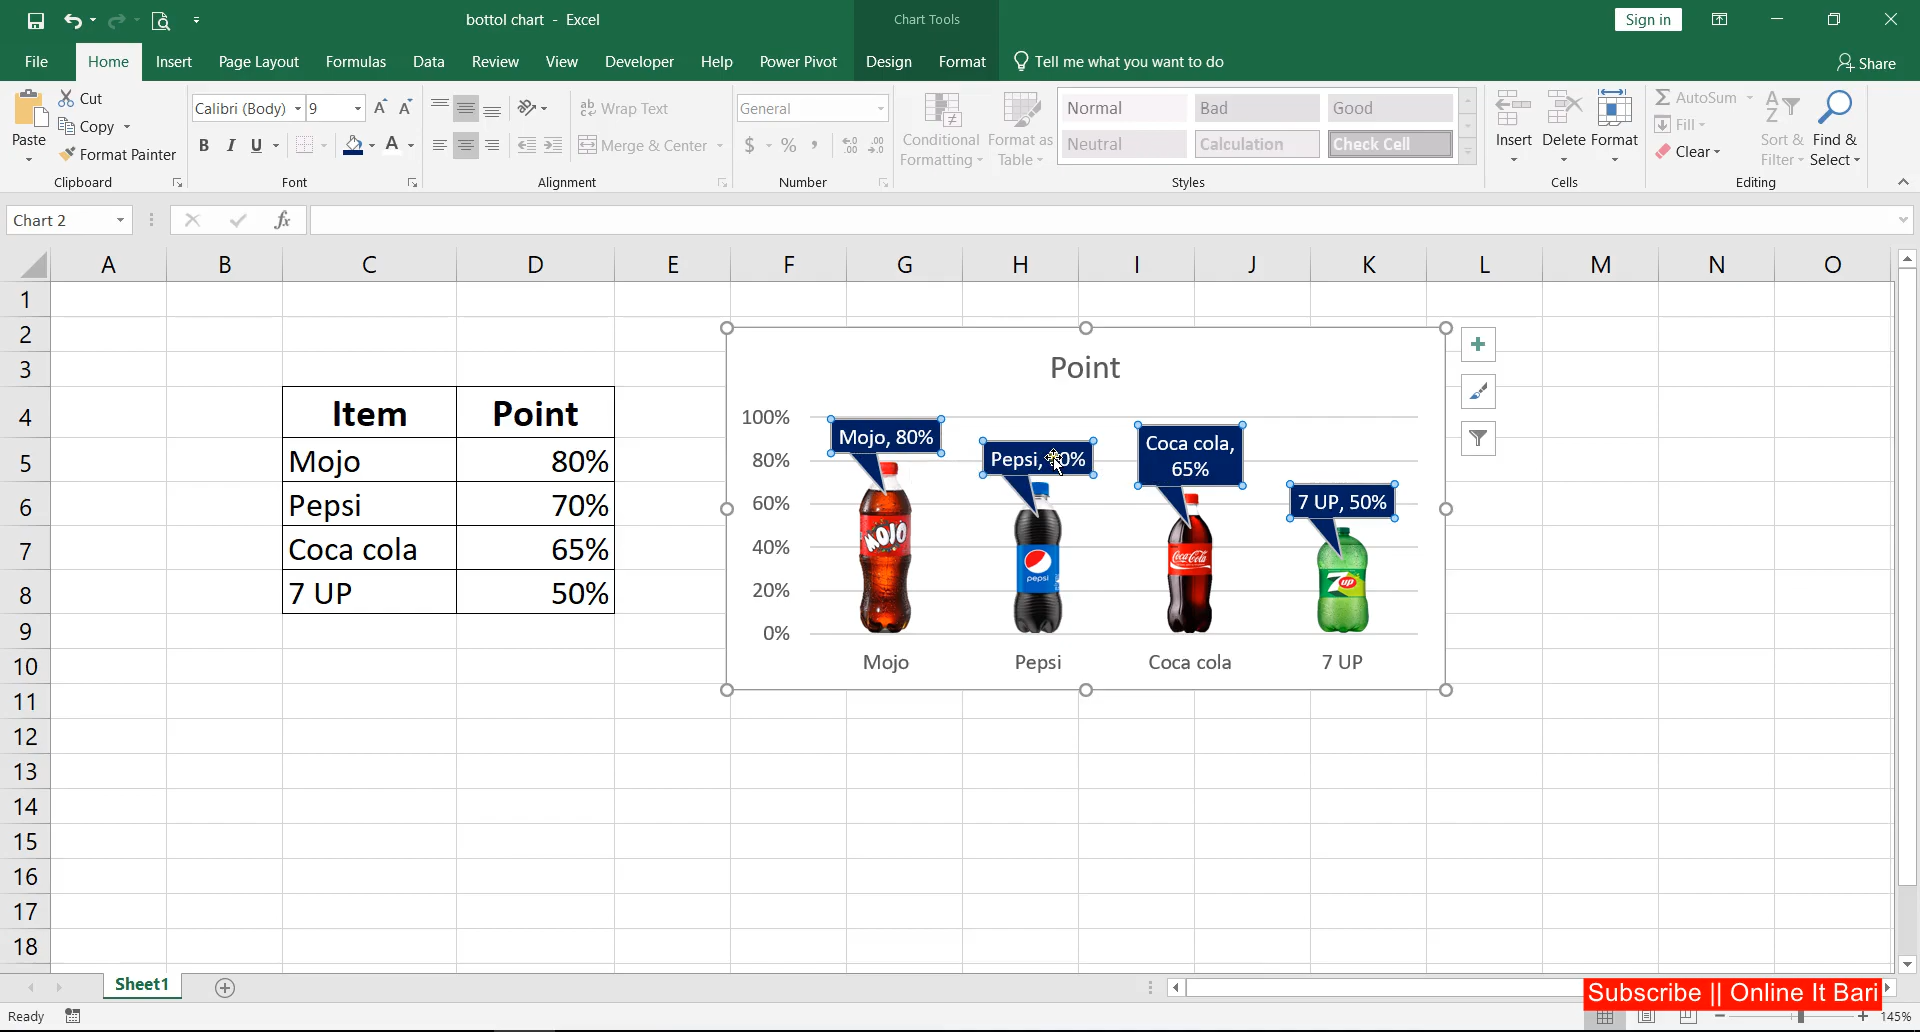 bottol chart - Excel
Chart Tools
Sign in
File Home Insert Page Layout Formulas Data Review View Developer Help Power Pivot Design Format Tell me what you want to do Share
Paste
Cut
Copy
Format Painter
Clipboard
Calibri (Body) 9
B I U
Font
Wrap Text
Merge & Center
Alignment
General
$ % ,
Number
Conditional Formatting
Format as Table
Normal Bad Good
Neutral Calculation Check Cell
Styles
Insert Delete Format
Cells
AutoSum
Fill
Clear
Sort & Filter
Find & Select
Editing
Chart 2
fx
A B C D E F G H I J K L M N O
1
2
3
4
5
6
7
8
9
10
11
12
13
14
15
16
17
18
Item Point
Mojo 80%
Pepsi 70%
Coca cola 65%
7 UP 50%
Point
100%
80%
60%
40%
20%
0%
Mojo, 80%
Pepsi, 0%
Coca cola,
65%
7 UP, 50%
MOJO
pepsi
Coca-Cola
7up
Mojo Pepsi Coca cola 7 UP
Sheet1
Subscribe || Online It Bari
Ready
145%